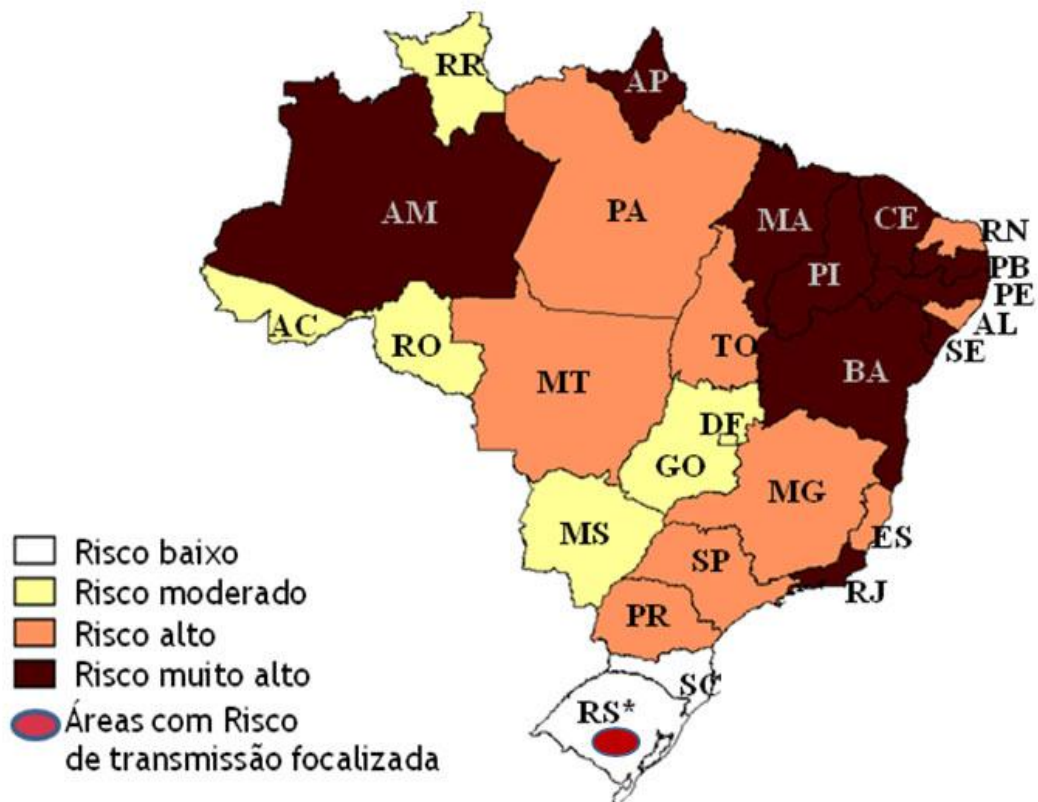 RR
AP
AM
PA
MA
CE
RN
PI
PB
PE
AC
RO
TO
AL
SE
MT
BA
DF
GO
MG
MS
ES
SP
RJ
PR
SC
RS*
Risco baixo
Risco moderado
Risco alto
Risco muito alto
Áreas com Risco
de transmissão focalizada